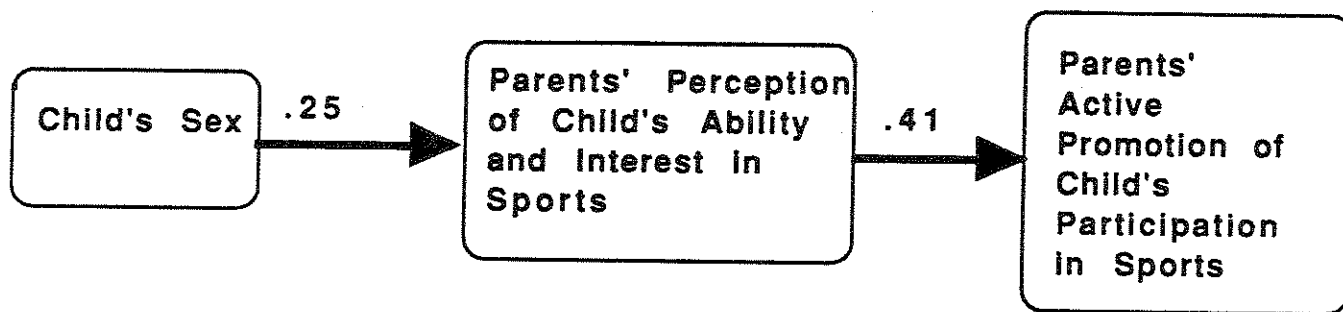 Child's Sex
.25
Parents' Perception
of Child's Ability
and Interest in
Sports
.41
Parents'
Active
Promotion of
Child's
Participation
in Sports